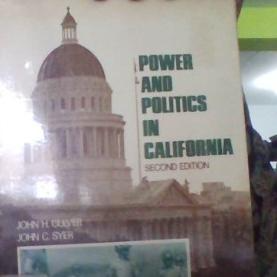 POWER
AND
POLITICS
IN
CALIFORNIA
SECOND EDITION
JOHN H. CULVER
JOHN C. SYER